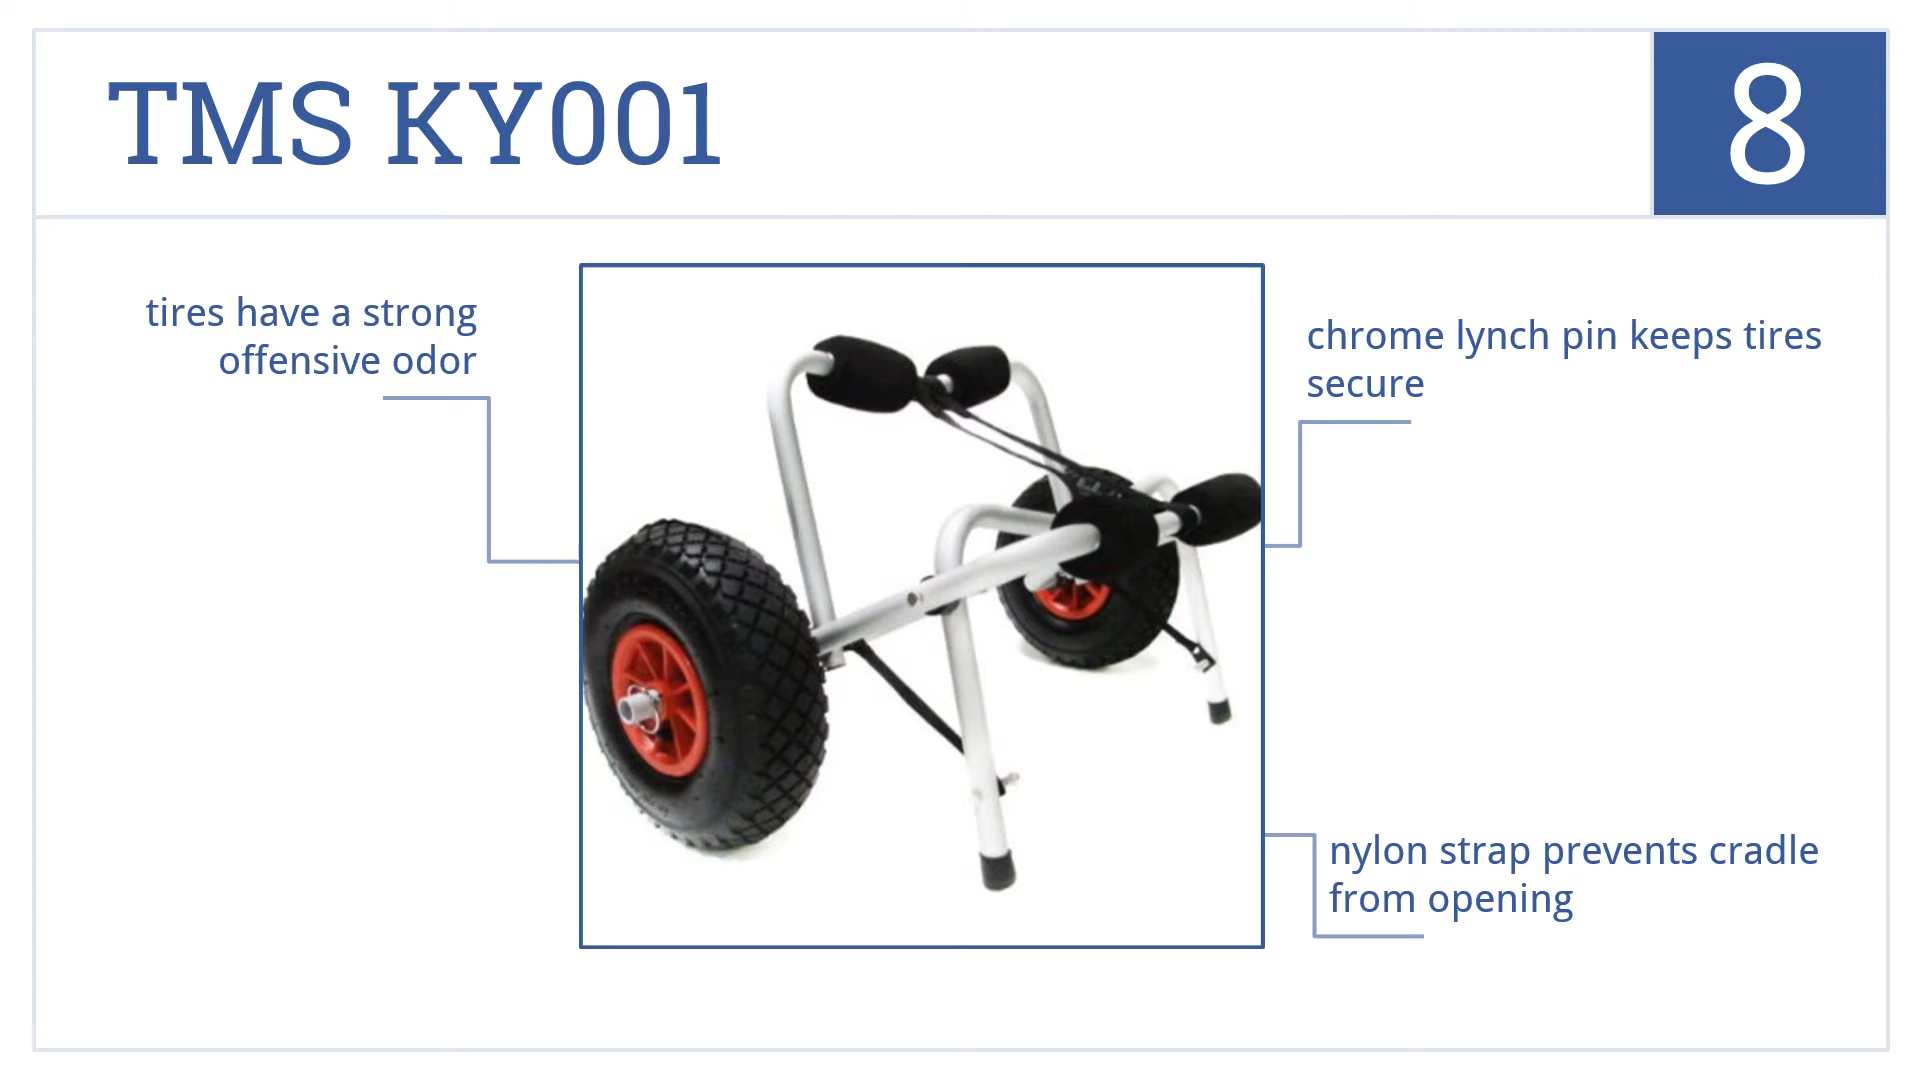 TMS KY001
8
tires have a strong
offensive odor
chrome lynch pin keeps tires
secure
nylon strap prevents cradle
from opening